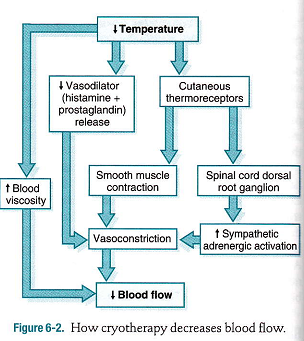 ↓Temperature
↓Vasodilator
(histamine +
prostaglandin)
release
Cutaneous
thermoreceptors
↑Blood
viscosity
Smooth muscle
contraction
Spinal cord dorsal
root ganglion
Vasoconstriction
↑Sympathetic
adrenergic activation
↓Blood flow
Figure 6-2. How cryotherapy decreases blood flow.